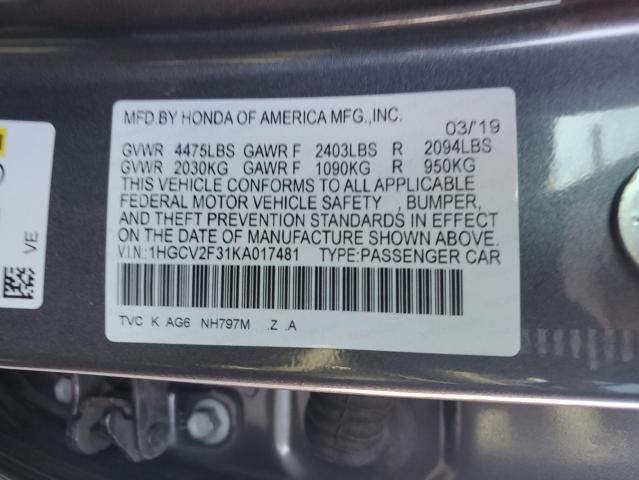 MFD.BY HONDA OF AMERICA MFG.,INC.
03/19
GVWR 4475LBS GAWR F 2403LBS R 2094LBS
GVWR 2030KG GAWR F 1090KG R 950KG
THIS VEHICLE CONFORMS TO ALL APPLICABLE
FEDERAL MOTOR VEHICLE SAFETY , BUMPER,
AND THEFT PREVENTION STANDARDS IN EFFECT
ON THE DATE OF MANUFACTURE SHOWN ABOVE.
V.I.N.:1HGCV2F31KA017481 TYPE:PASSENGER CAR
TVC K AG6 NH797M .Z .A
VE